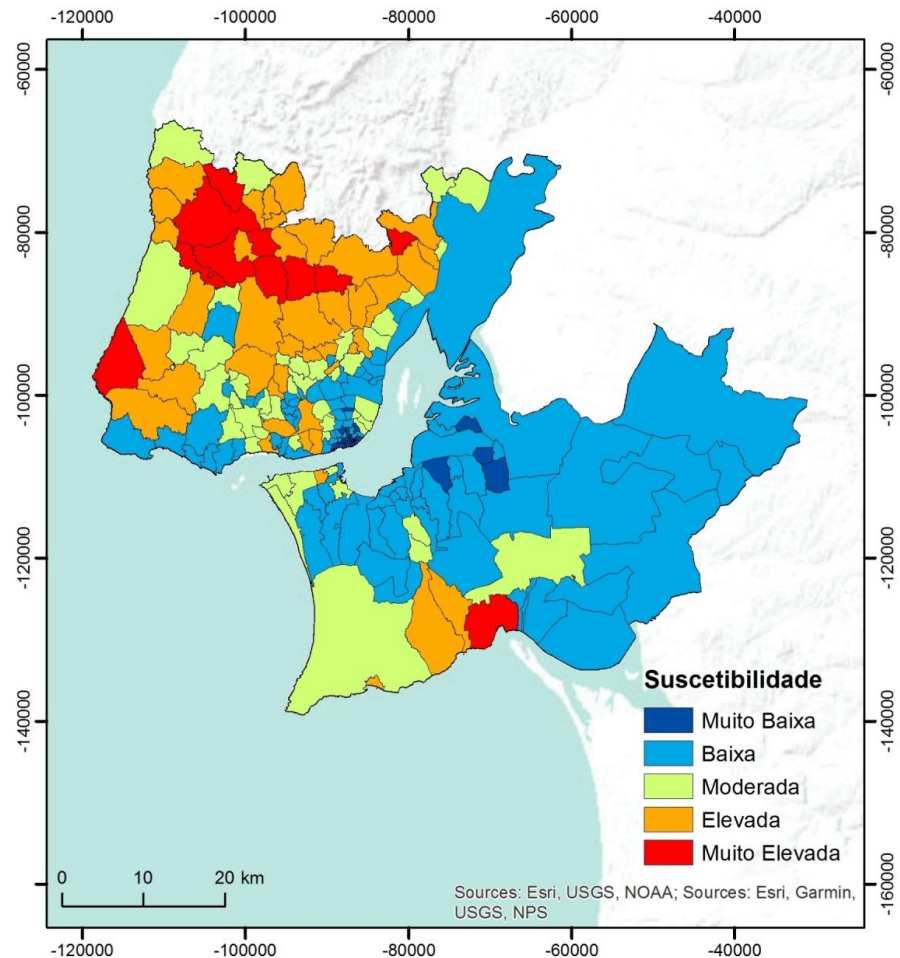 -120000 -100000 -80000 -60000 -40000
-60000 -60000
-80000 -80000
-100000 -100000
-120000 -120000
-140000 -140000
-160000 -160000
Suscetibilidade
Muito Baixa
Baixa
Moderada
Elevada
Muito Elevada
0 10 20 km
Sources: Esri, USGS, NOAA; Sources: Esri, Garmin,
USGS, NPS
-120000 -100000 -80000 -60000 -40000